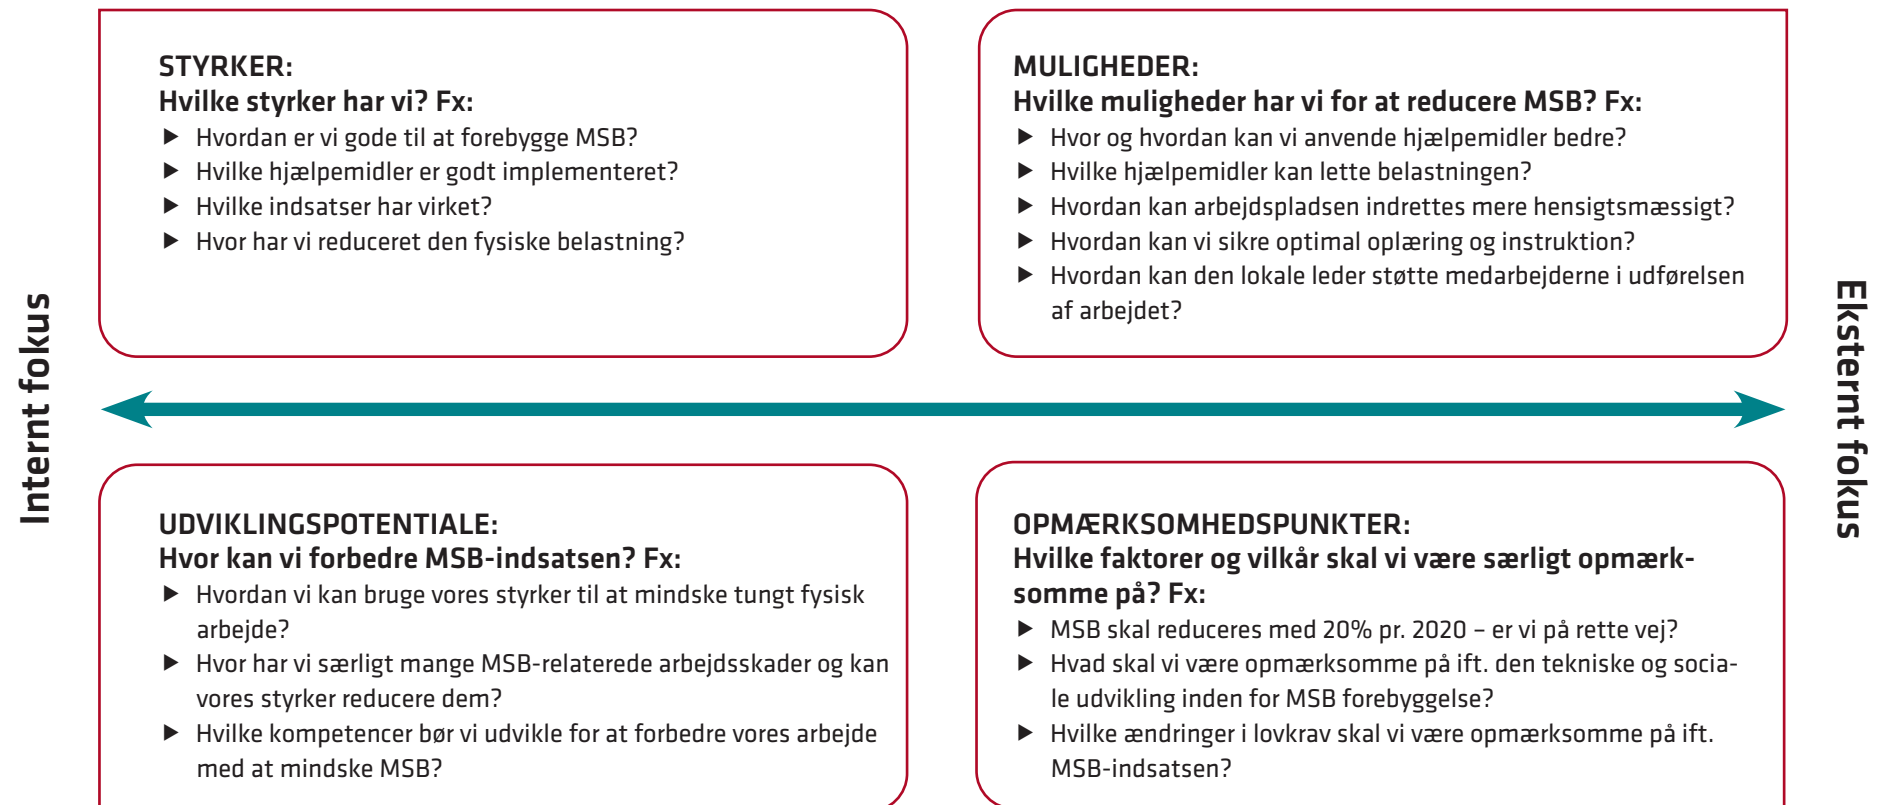 Internt fokus
STYRKER:
Hvilke styrker har vi? Fx:
▶ Hvordan er vi gode til at forebygge MSB?
▶ Hvilke hjælpemidler er godt implementeret?
▶ Hvilke indsatser har virket?
▶ Hvor har vi reduceret den fysiske belastning?
MULIGHEDER:
Hvilke muligheder har vi for at reducere MSB? Fx:
▶ Hvor og hvordan kan vi anvende hjælpemidler bedre?
▶ Hvilke hjælpemidler kan lette belastningen?
▶ Hvordan kan arbejdspladsen indrettes mere hensigtsmæssigt?
▶ Hvordan kan vi sikre optimal oplæring og instruktion?
▶ Hvordan kan den lokale leder støtte medarbejderne i udførelsen
af arbejdet?
UDVIKLINGSPOTENTIALE:
Hvor kan vi forbedre MSB-indsatsen? Fx:
▶ Hvordan vi kan bruge vores styrker til at mindske tungt fysisk
arbejde?
▶ Hvor har vi særligt mange MSB-relaterede arbejdsskader og kan
vores styrker reducere dem?
▶ Hvilke kompetencer bør vi udvikle for at forbedre vores arbejde
med at mindske MSB?
OPMÆRKSOMHEDSPUNKTER:
Hvilke faktorer og vilkår skal vi være særligt opmærk-
somme på? Fx:
▶ MSB skal reduceres med 20% pr. 2020 – er vi på rette vej?
▶ Hvad skal vi være opmærksomme på ift. den tekniske og socia-
le udvikling inden for MSB forebyggelse?
▶ Hvilke ændringer i lovkrav skal vi være opmærksomme på ift.
MSB-indsatsen?
Eksternt fokus